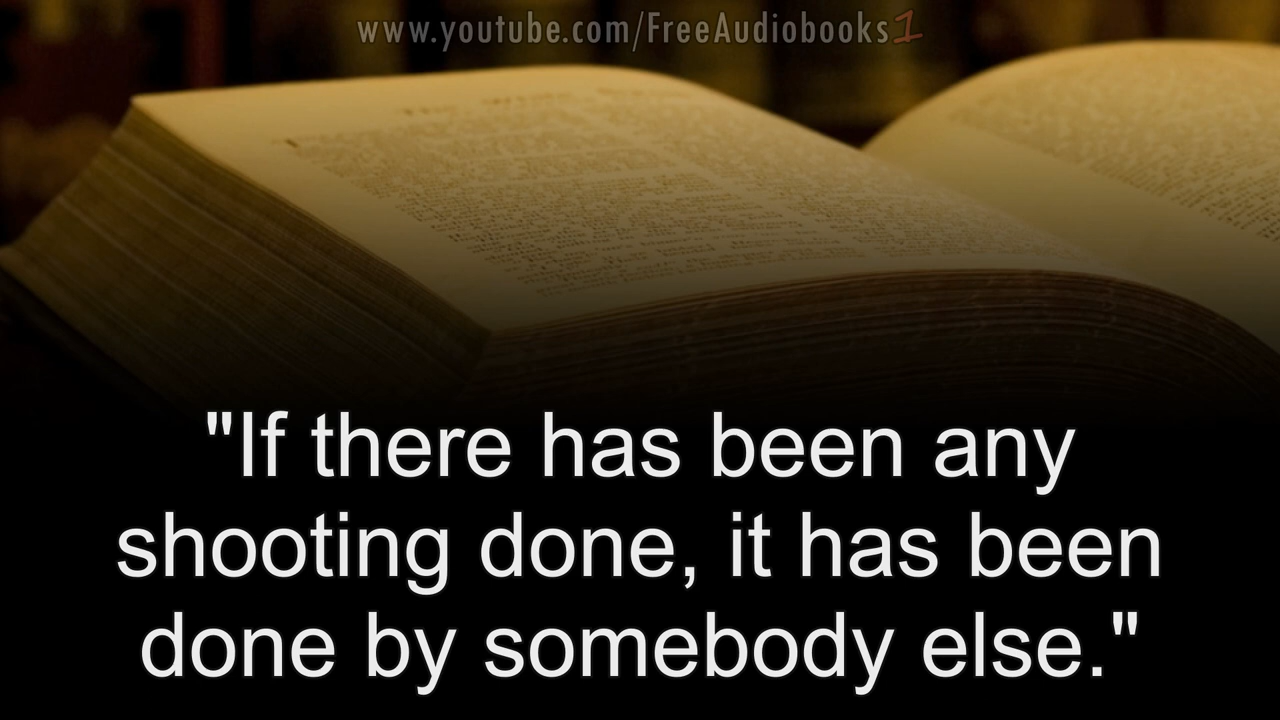 www.youtube.com/FreeAudiobooks1
"If there has been any
shooting done, it has been
done by somebody else."